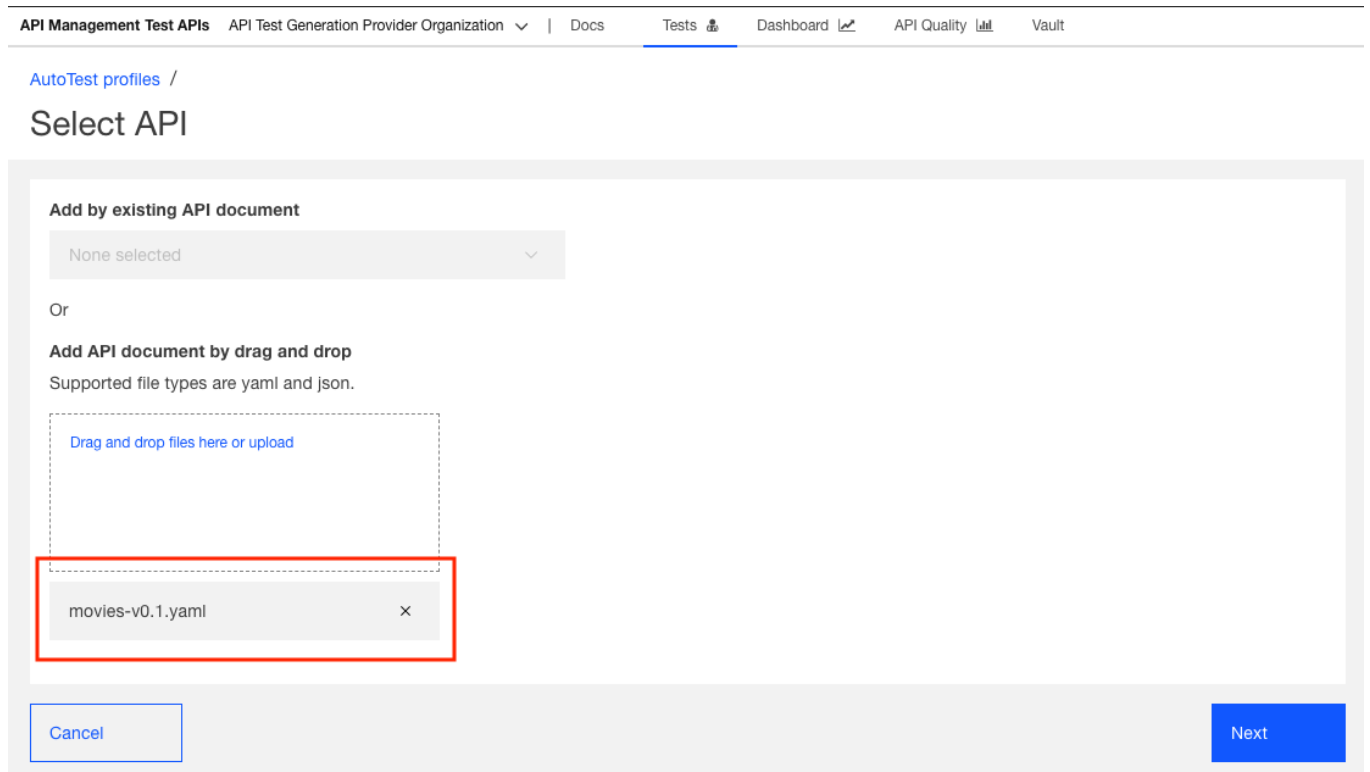 API Management Test APIs API Test Generation Provider Organization | Docs Tests Dashboard API Quality Vault
AutoTest profiles /
Select API
Add by existing API document
None selected
Or
Add API document by drag and drop
Supported file types are yaml and json.
Drag and drop files here or upload
movies-v0.1.yaml ×
Cancel Next